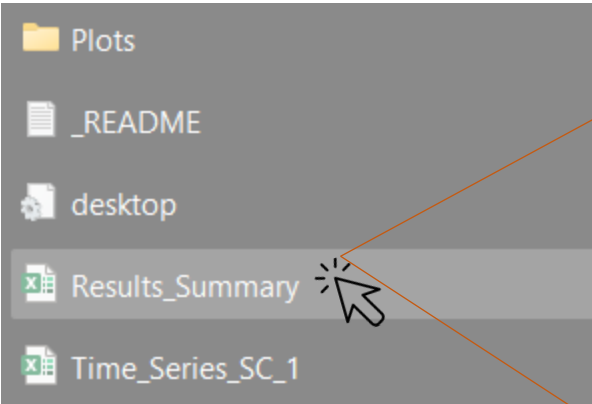 Plots
_README
desktop
Results_Summary
Time_Series_SC_1